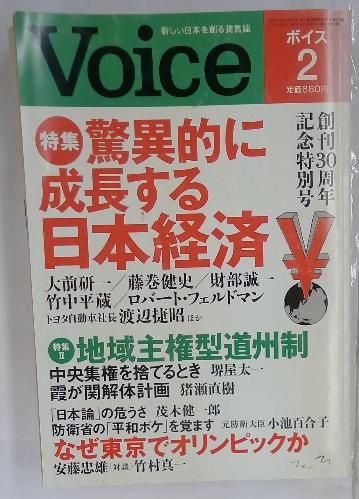 新しい日本を創る提言誌
Voice
ボイス
2
定価680円
創刊30周年
記念特別号
特集
驚異的に
成長する
日本経済
大前研一/藤巻健史/財部誠一
竹中平蔵/ロバート・フェルドマン
トヨタ自動車社長 渡辺捷昭 ほか
¥
特集II
地域主権型道州制
中央集権を捨てるとき 堺屋太一
霞が関解体計画 猪瀬直樹
「日本論」の危うさ 茂木健一郎
防衛省の「平和ボケ」を覚ます 元防衛大臣 小池百合子
なぜ東京でオリンピックか
安藤忠雄〈対談〉竹村真一